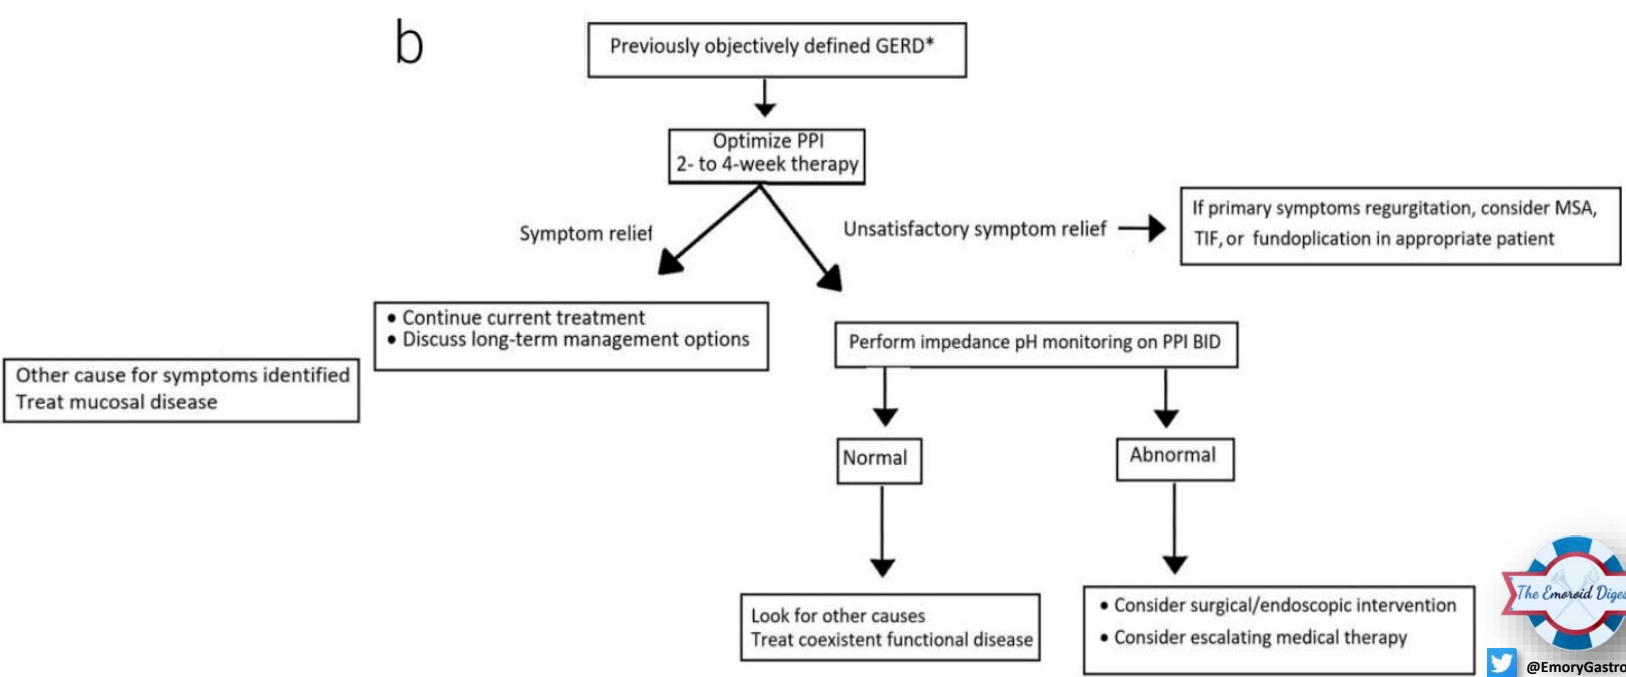 b
Previously objectively defined GERD*
Optimize PPI
2- to 4-week therapy
Symptom relief
Unsatisfactory symptom relief
If primary symptoms regurgitation, consider MSA,
TIF, or fundoplication in appropriate patient
• Continue current treatment
• Discuss long-term management options
Perform impedance pH monitoring on PPI BID
Other cause for symptoms identified
Treat mucosal disease
Normal
Abnormal
Look for other causes
Treat coexistent functional disease
• Consider surgical/endoscopic intervention
• Consider escalating medical therapy
The Emoroid Diges
@EmoryGastro